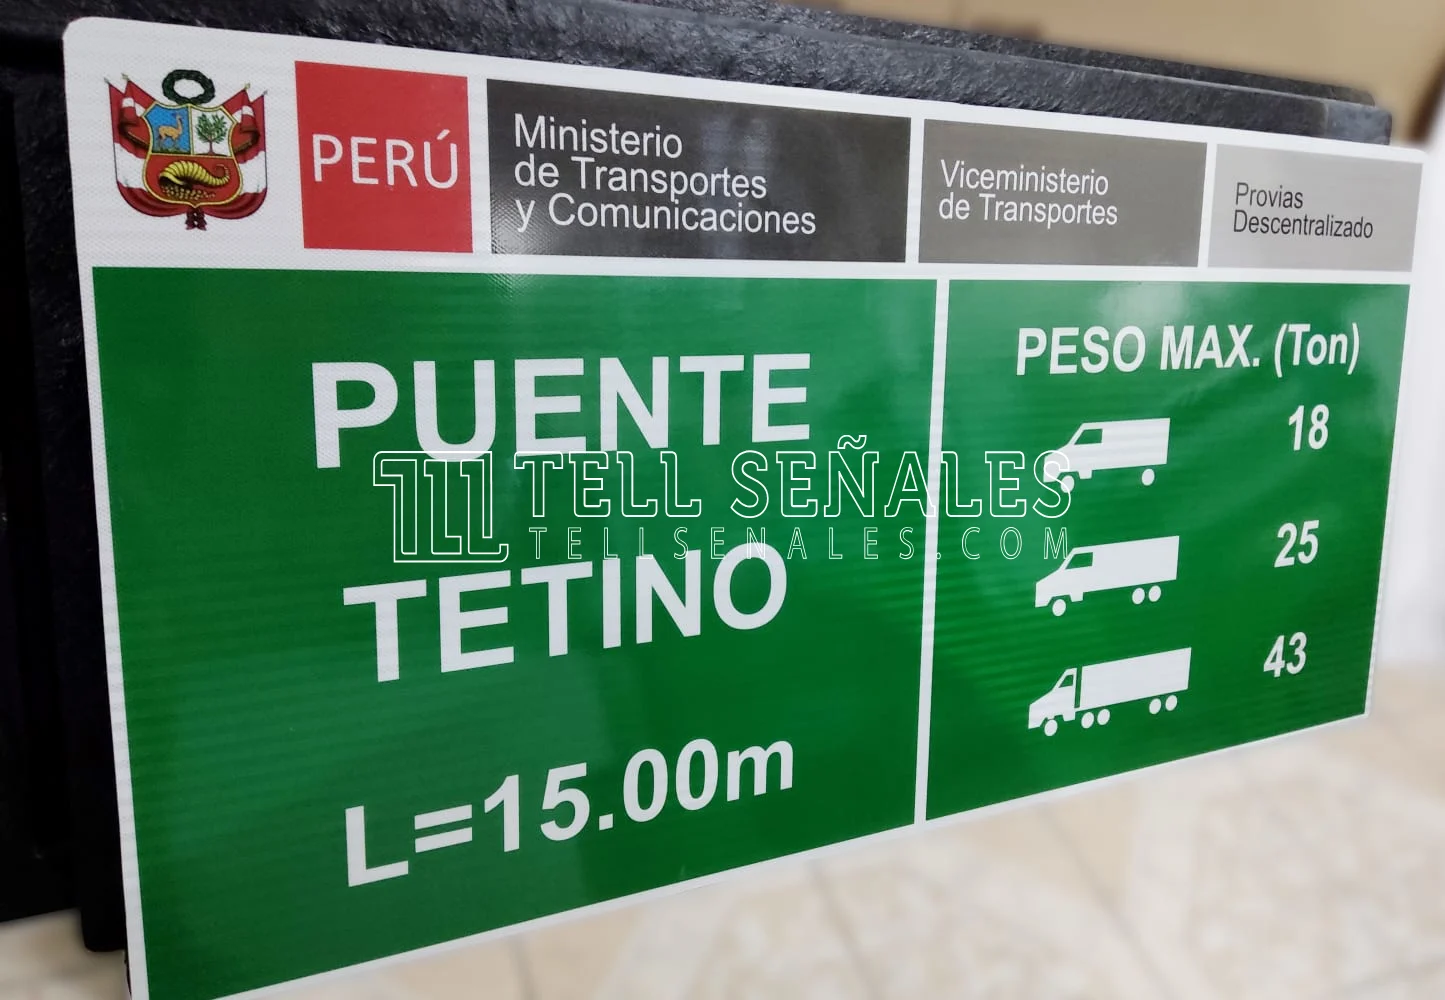 PERÚ
Ministerio
de Transportes
y Comunicaciones
Viceministerio
de Transportes
Provias
Descentralizado
PUENTE
TETINO
L=15.00m
PESO MAX. (Ton)
18
25
43
TELL SEÑALES
TELLSENALES.COM